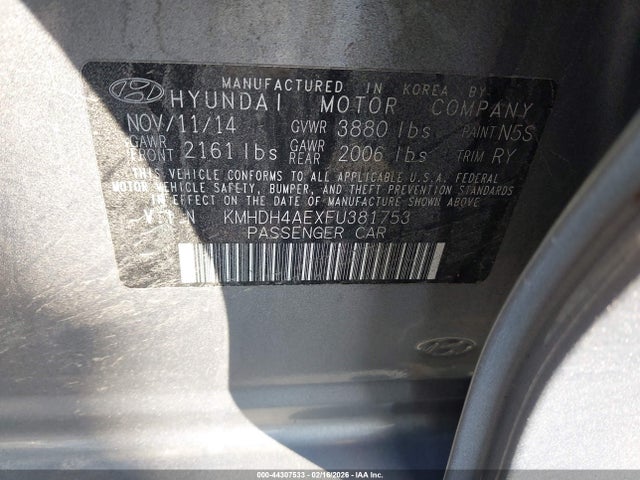 MANUFACTURED IN KOREA BY
HYUNDAI MOTOR COMPANY
NOV/11/14 GVWR 3880 lbs PAINT N5S
GAWR FRONT 2161 lbs GAWR REAR 2006 lbs TRIM RY
THIS VEHICLE CONFORMS TO ALL APPLICABLE U.S.A. FEDERAL
MOTOR VEHICLE SAFETY, BUMPER, AND THEFT PREVENTION STANDARDS
IN EFFECT ON THE DATE OF MANUFACTURE SHOWN ABOVE.
V I N KMHDH4AEXFU381753
PASSENGER CAR
000-44307533 - 02/16/2026 - IAA Inc.